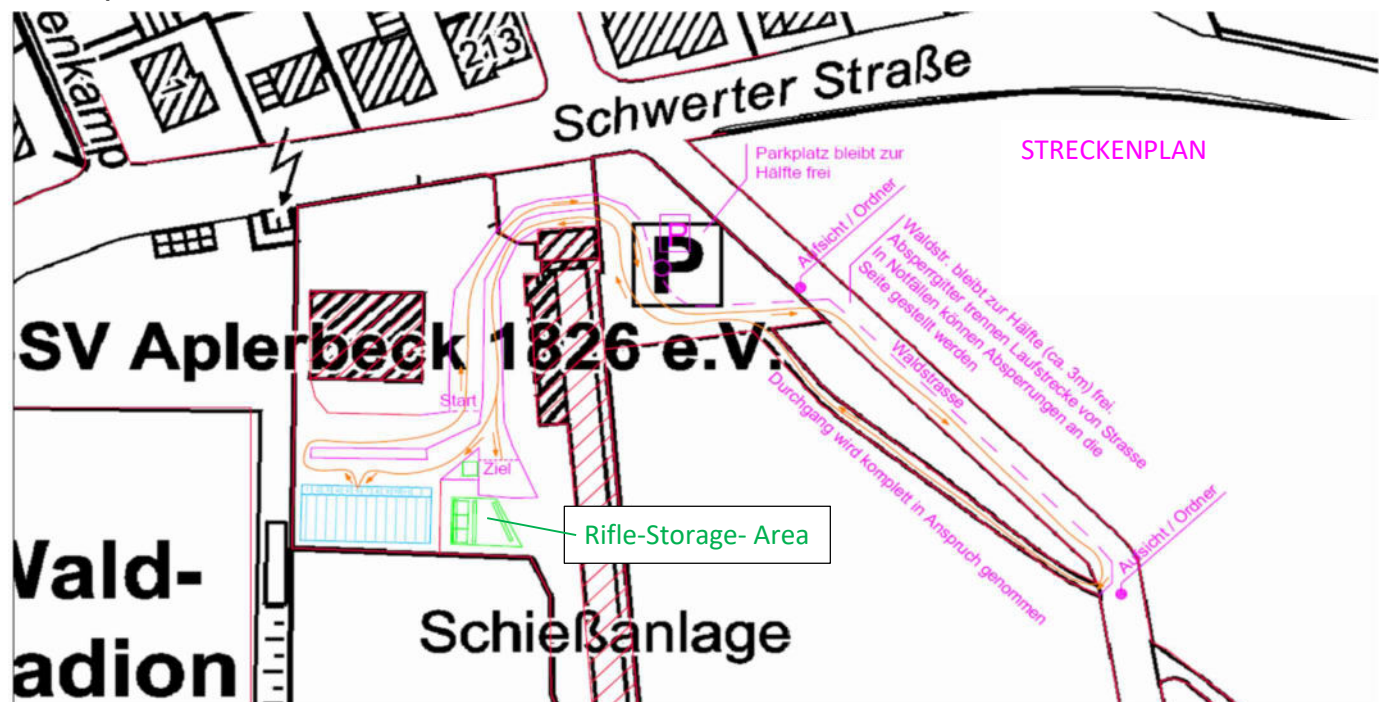 enkamp
1
213
Schwerter Straße
STRECKENPLAN
Parkplatz bleibt zur
Hälfte frei
P
P
Aufsicht / Ordner
Waldstr. bleibt zur Hälfte (ca. 3m) frei.
Absperrgitter trennen Laufstrecke von Strasse
In Notfällen können Absperrungen an die
Seite gestellt werden
SV Aplerbeck 1826 e.V.
Waldstrasse
Start
Durchgang wird komplett in Anspruch genommen
Ziel
Aufsicht / Ordner
Rifle-Storage- Area
Wald-
adion
Schießanlage